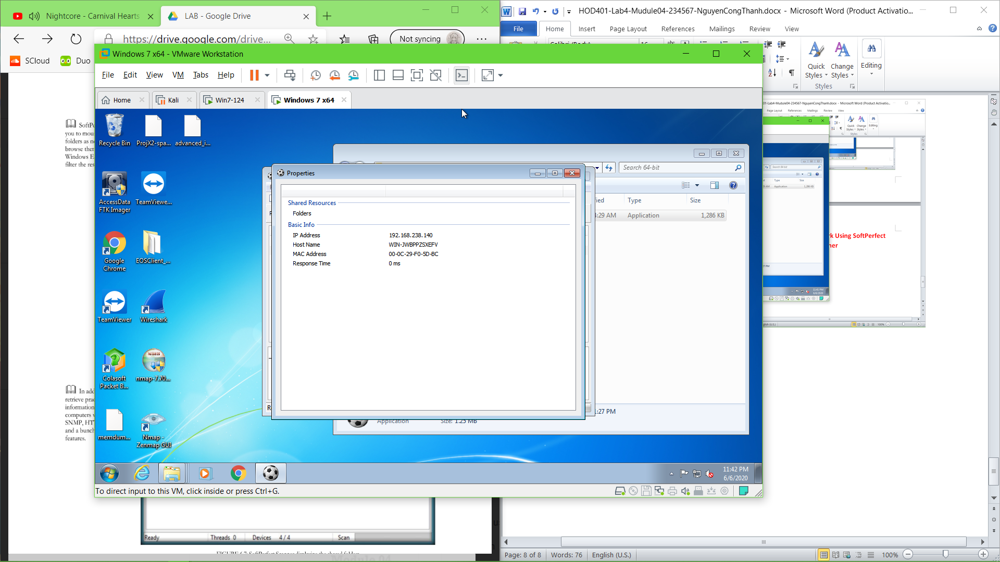 Nightcore - Carnival Hearts
LAB - Google Drive
https://drive.google.com/drive...
Not syncing
SCloud
Duo
HOD401-Lab4-Mudule04-234567-NguyenCongThanh.docx - Microsoft Word (Product Activatio...
File
Home
Insert
Page Layout
References
Mailings
Review
View
Quick Styles
Change Styles
Editing
Styles
Windows 7 x64 - VMware Workstation
File Edit View VM Tabs Help
Home
Kali
Win7-124
Windows 7 x64
you to mou
folders as n
browse the
Windows E
filter the res
In add
retrieve prac
information
computers v
SNMP, HT
and a bunch
features.
Recycle Bin
ProjX2-spa...
advanced_i...
AccessData FTK Imager
TeamViewe...
Google Chrome
EOSClient_...
TeamViewer
Wireshark
Colasoft Packet B...
nmap-7.70...
memdum...
Nmap - Zenmap GUI
Search 64-bit
Type
Size
:29 AM
Application
1,286 KB
Properties
Shared Resources
Folders
Basic Info
IP Address 192.168.238.140
Host Name WIN-JWBPPZSXEFV
MAC Address 00-0C-29-F0-5D-BC
Response Time 0 ms
:27 PM
Application
Size: 1.25 MB
11:42 PM
6/6/2020
To direct input to this VM, click inside or press Ctrl+G.
k Using SoftPerfect
ner
Ready
Threads 0
Devices 4 / 4
Scan
Page: 8 of 8
Words: 76
English (U.S.)
100%